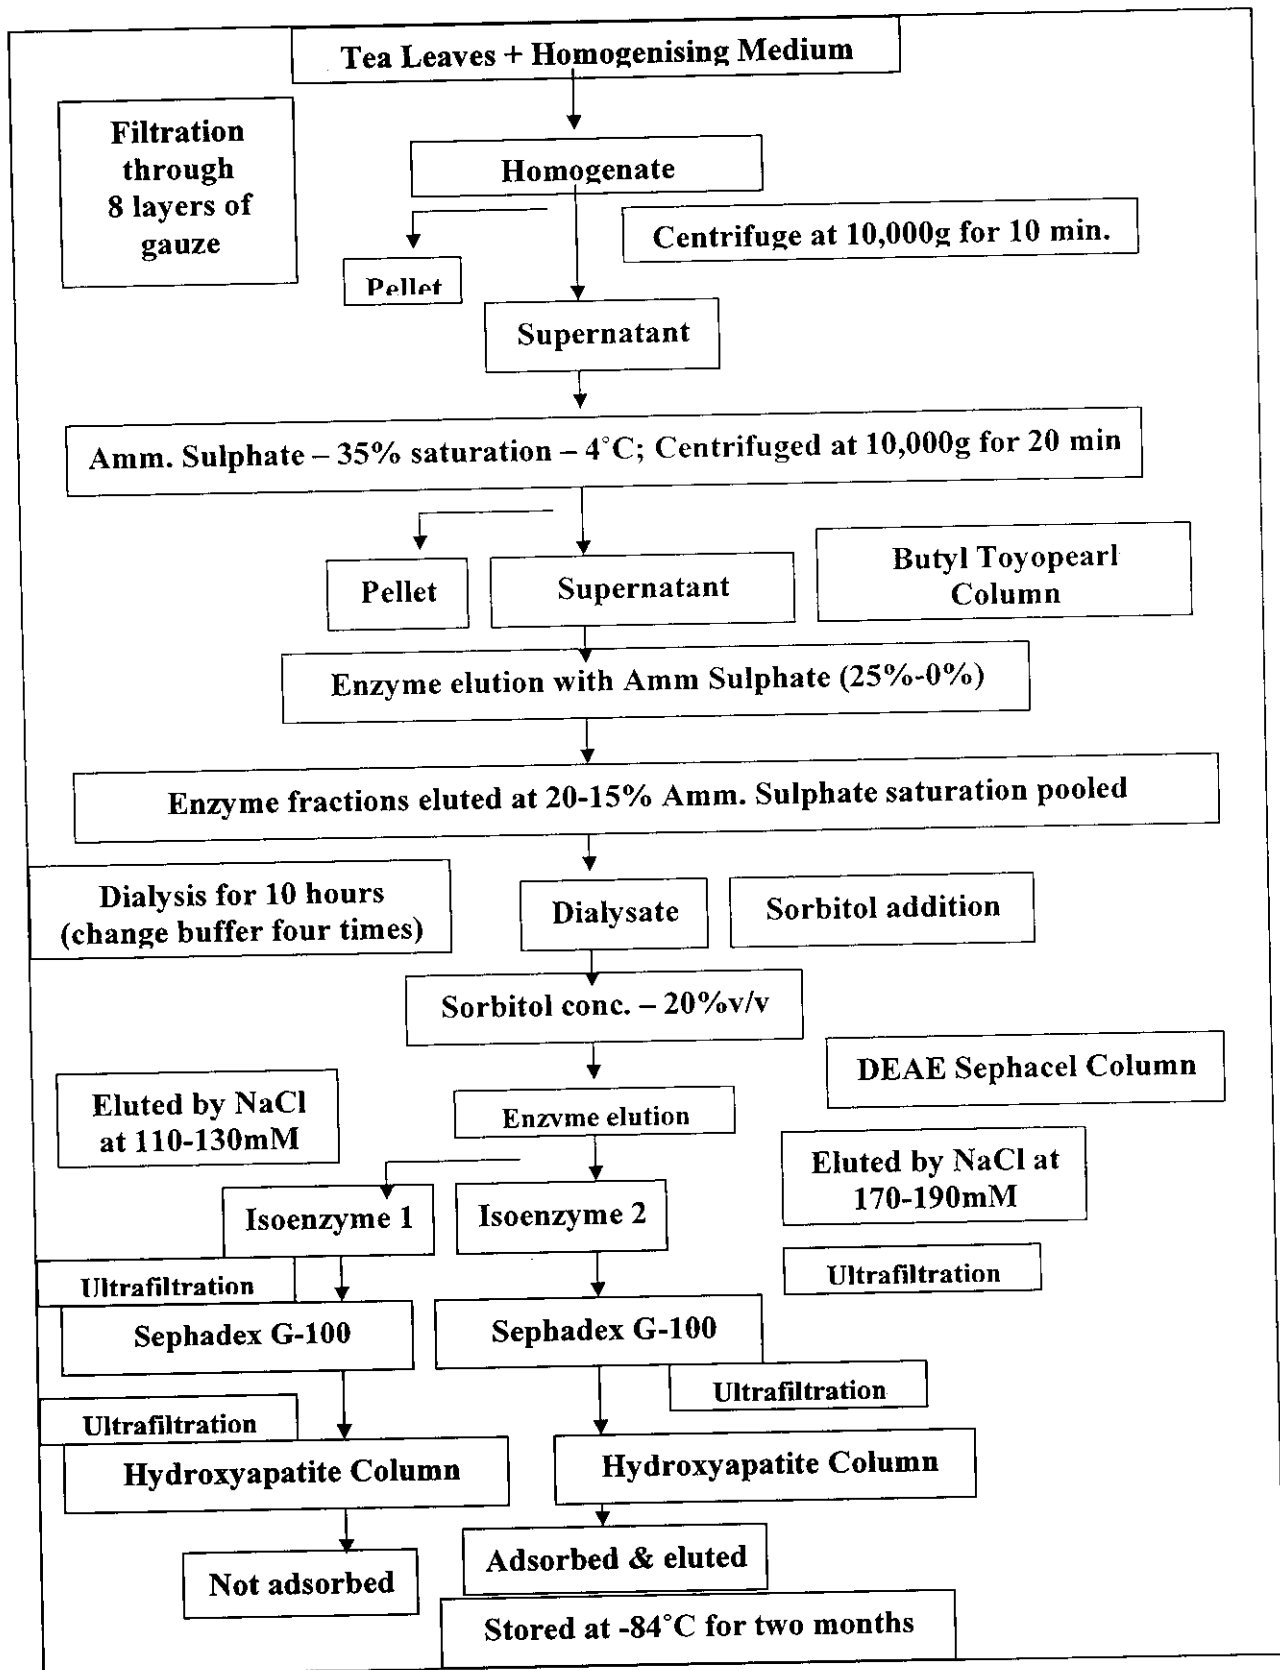 Tea Leaves + Homogenising Medium
Filtration
through
8 layers of
gauze
Homogenate
Centrifuge at 10,000g for 10 min.
Pellet
Supernatant
Amm. Sulphate – 35% saturation – 4°C; Centrifuged at 10,000g for 20 min
Pellet
Supernatant
Butyl Toyopearl
Column
Enzyme elution with Amm Sulphate (25%-0%)
Enzyme fractions eluted at 20-15% Amm. Sulphate saturation pooled
Dialysis for 10 hours
(change buffer four times)
Dialysate
Sorbitol addition
Sorbitol conc. – 20%v/v
DEAE Sephacel Column
Eluted by NaCl
at 110-130mM
Enzyme elution
Eluted by NaCl at
170-190mM
Isoenzyme 1
Isoenzyme 2
Ultrafiltration
Ultrafiltration
Sephadex G-100
Sephadex G-100
Ultrafiltration
Ultrafiltration
Hydroxyapatite Column
Hydroxyapatite Column
Not adsorbed
Adsorbed & eluted
Stored at -84°C for two months